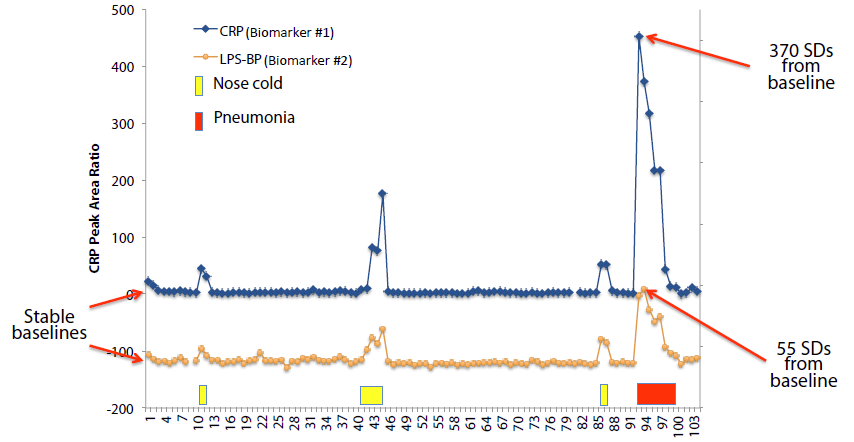 500
400
300
200
100
0
-100
-200
CRP Peak Area Ratio
CRP (Biomarker #1)
LPS-BP (Biomarker #2)
Nose cold
Pneumonia
370 SDs
from
baseline
Stable
baselines
55 SDs
from
baseline
1 4 7 10 13 16 19 22 25 28 31 34 37 40 43 46 49 52 55 58 61 64 67 70 73 76 79 82 85 88 91 94 97 100 103